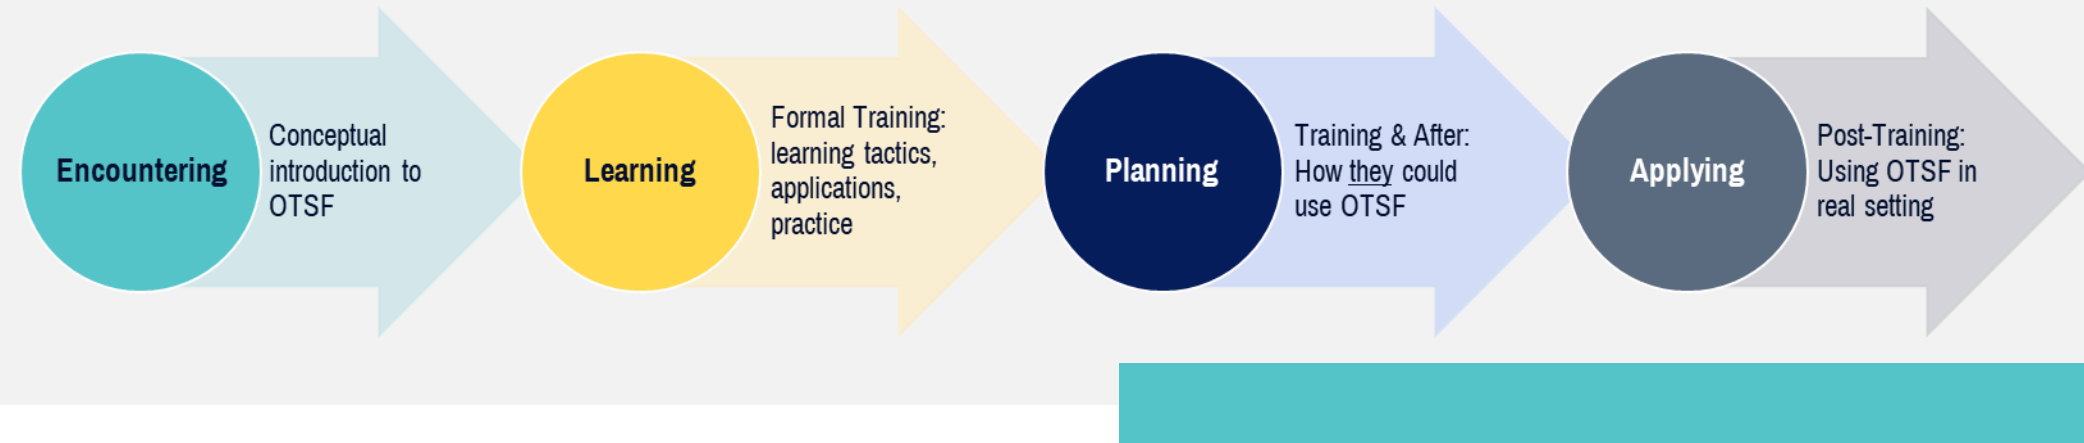 Encountering
Conceptual
introduction to
OTSF
Learning
Formal Training:
learning tactics,
applications,
practice
Planning
Training & After:
How they could
use OTSF
Applying
Post-Training:
Using OTSF in
real setting